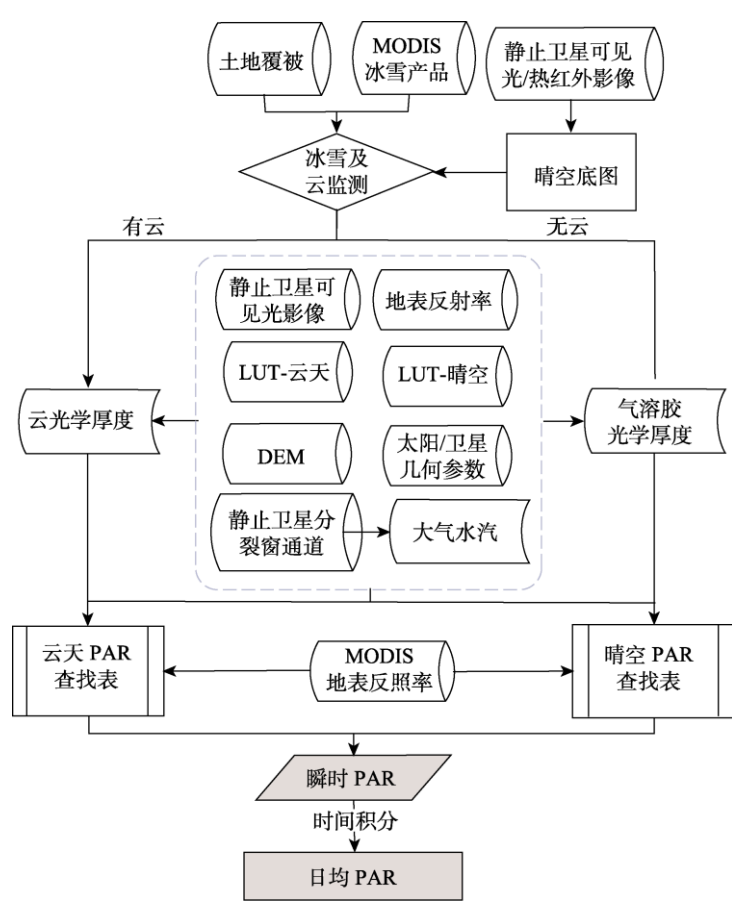 土地覆被
MODIS
冰雪产品
静止卫星可见
光/热红外影像
冰雪及
云监测
晴空底图
有云
无云
静止卫星可
见光影像
地表反射率
LUT-云天
LUT-晴空
云光学厚度
气溶胶
光学厚度
DEM
太阳/卫星
几何参数
静止卫星分
裂窗通道
大气水汽
云天 PAR
查找表
MODIS
地表反照率
晴空 PAR
查找表
瞬时 PAR
时间积分
日均 PAR